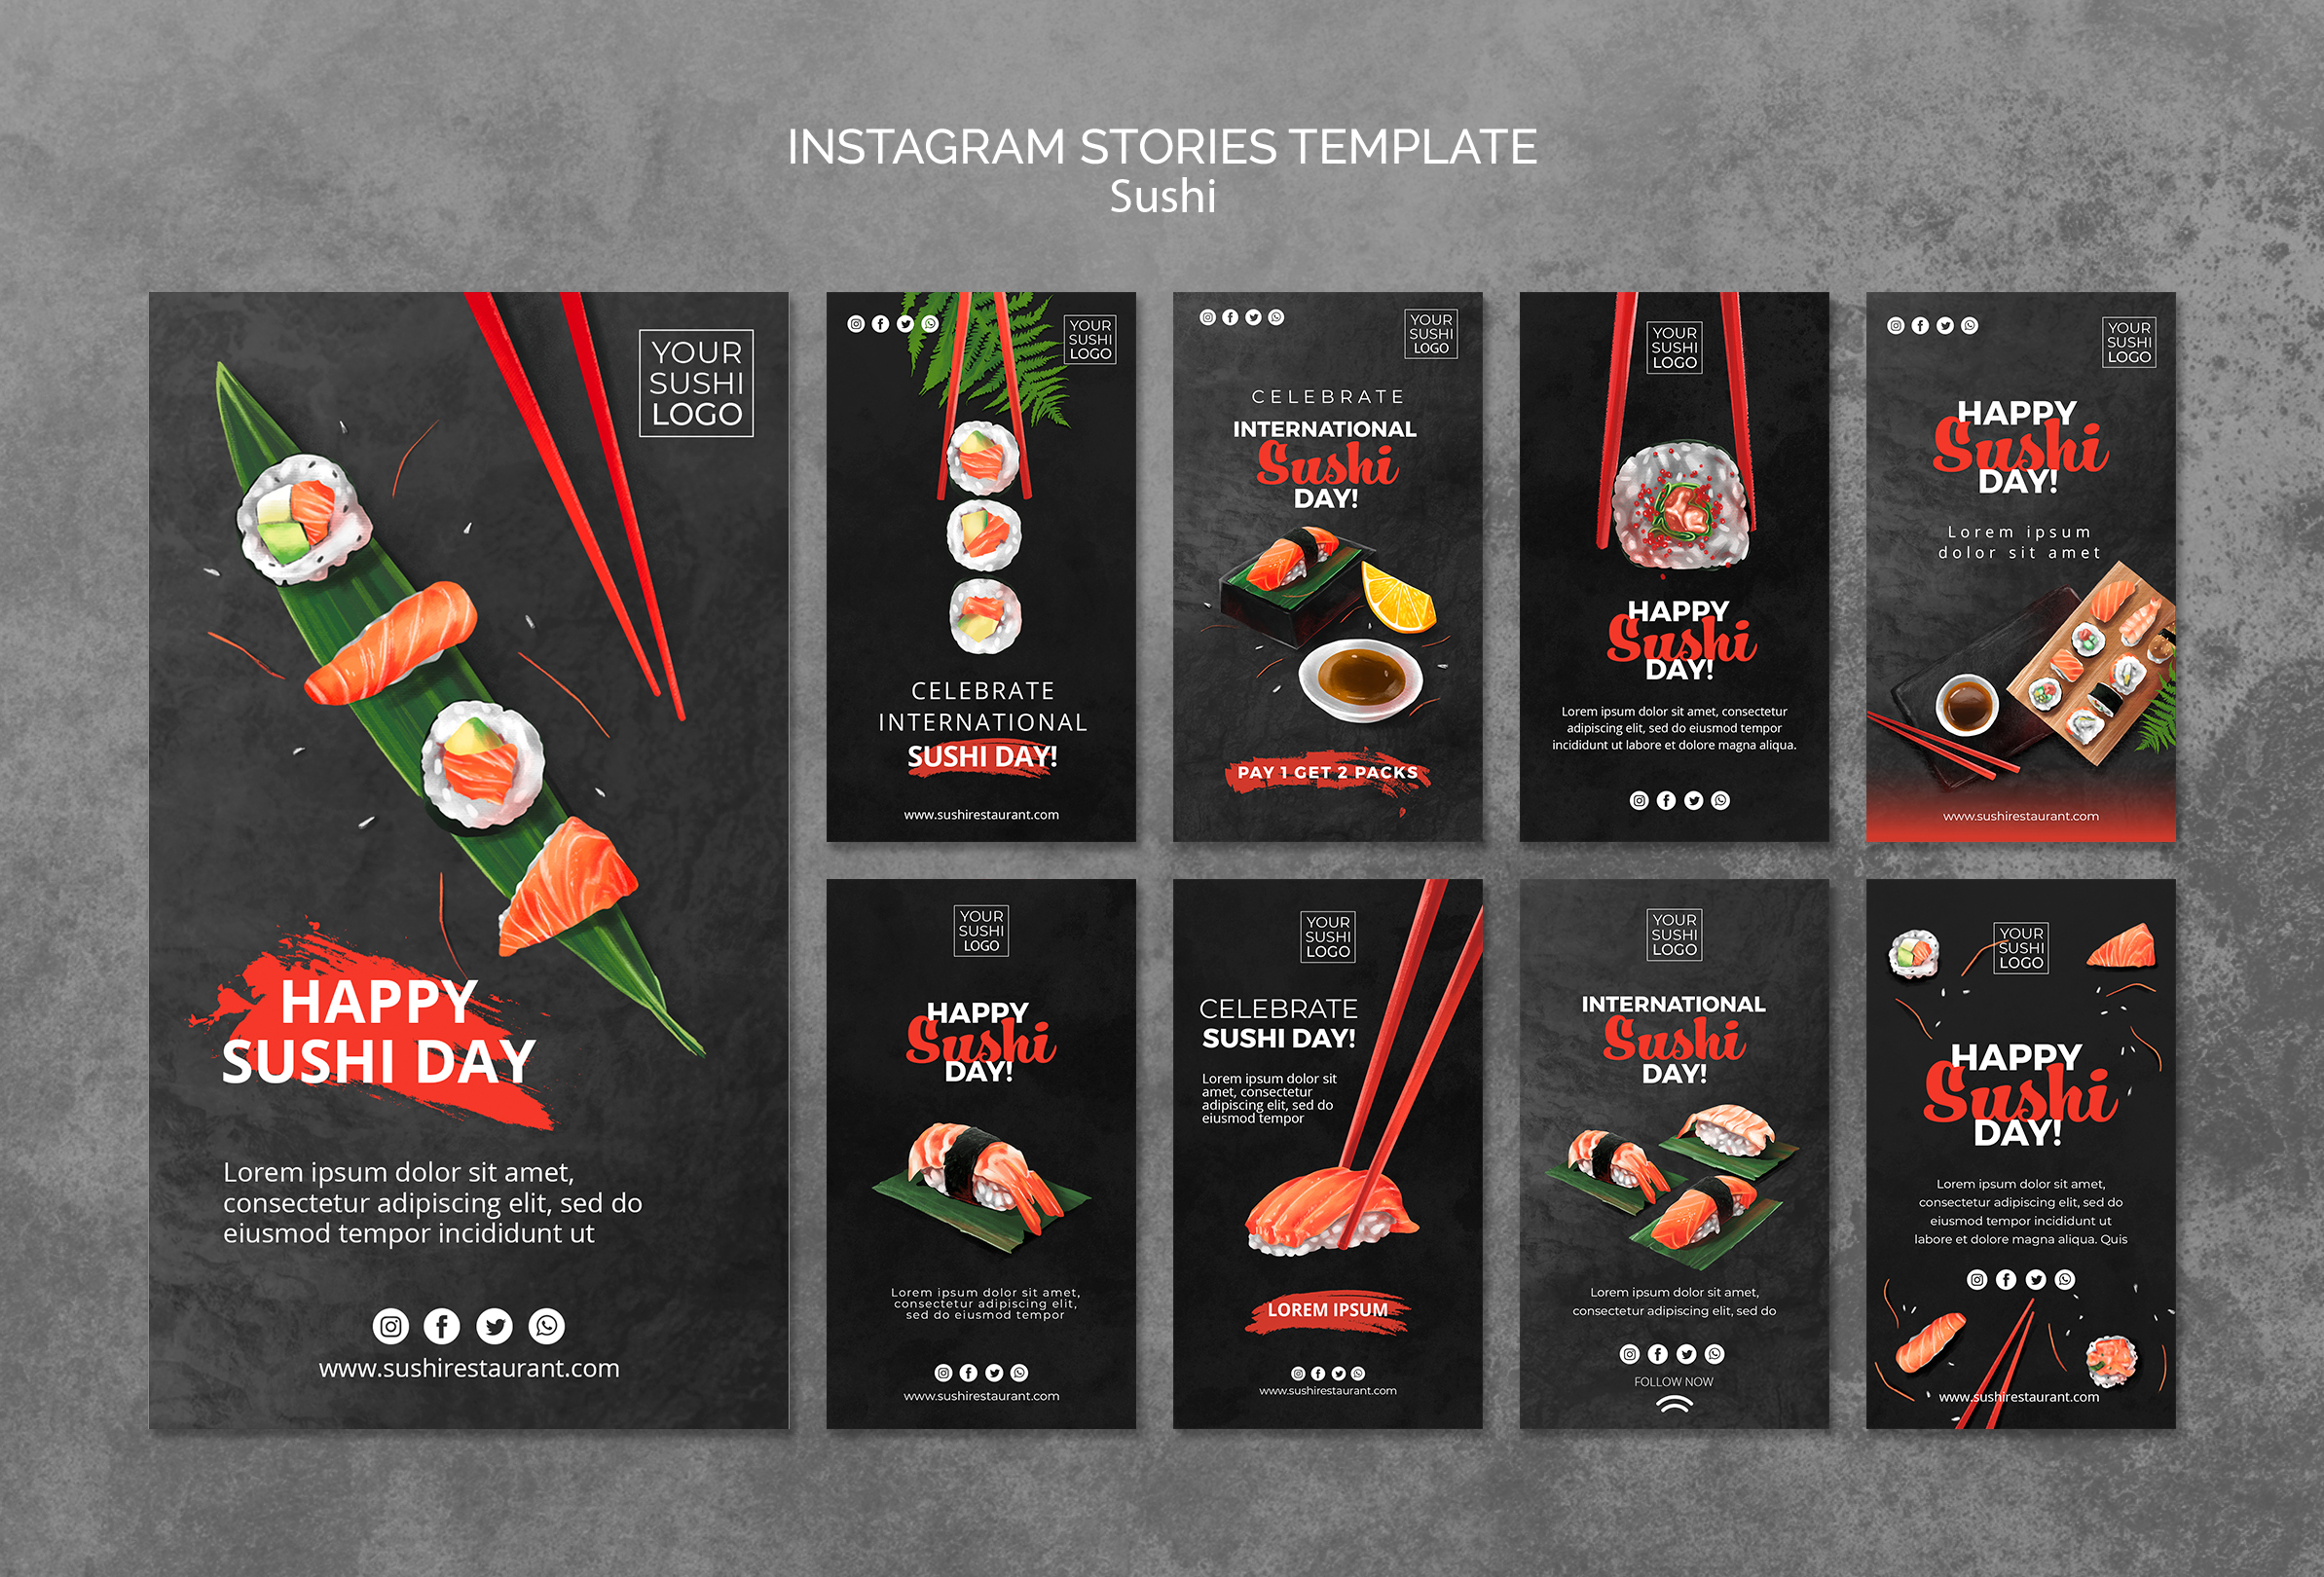 INSTAGRAM STORIES TEMPLATE
Sushi
YOUR
SUSHI
LOGO
HAPPY
SUSHI DAY
Lorem ipsum dolor sit amet,
consectetur adipiscing elit, sed do
eiusmod tempor incididunt ut
www.sushirestaurant.com
YOUR
SUSHI
LOGO
CELEBRATE
INTERNATIONAL
SUSHI DAY!
www.sushirestaurant.com
YOUR
SUSHI
LOGO
CELEBRATE
INTERNATIONAL
Sushi
DAY!
PAY 1 GET 2 PACKS
YOUR
SUSHI
LOGO
HAPPY
Sushi
DAY!
Lorem ipsum dolor sit amet, consectetur
adipiscing elit, sed do eiusmod tempor
incididunt ut labore et dolore magna aliqua.
YOUR
SUSHI
LOGO
HAPPY
Sushi
DAY!
Lorem ipsum
dolor sit amet
www.sushirestaurant.com
YOUR
SUSHI
LOGO
HAPPY
Sushi
DAY!
Lorem ipsum dolor sit amet,
consectetur adipiscing elit,
sed do eiusmod tempor
www.sushirestaurant.com
YOUR
SUSHI
LOGO
CELEBRATE
SUSHI DAY!
Lorem ipsum dolor sit
amet, consectetur
adipiscing elit, sed do
eiusmod tempor
LOREM IPSUM
www.sushirestaurant.com
YOUR
SUSHI
LOGO
INTERNATIONAL
Sushi
DAY!
Lorem ipsum dolor sit amet,
consectetur adipiscing elit, sed do
FOLLOW NOW
YOUR
SUSHI
LOGO
HAPPY
Sushi
DAY!
Lorem ipsum dolor sit amet,
consectetur adipiscing elit, sed do
eiusmod tempor incididunt ut
labore et dolore magna aliqua. Quis
www.sushirestaurant.com